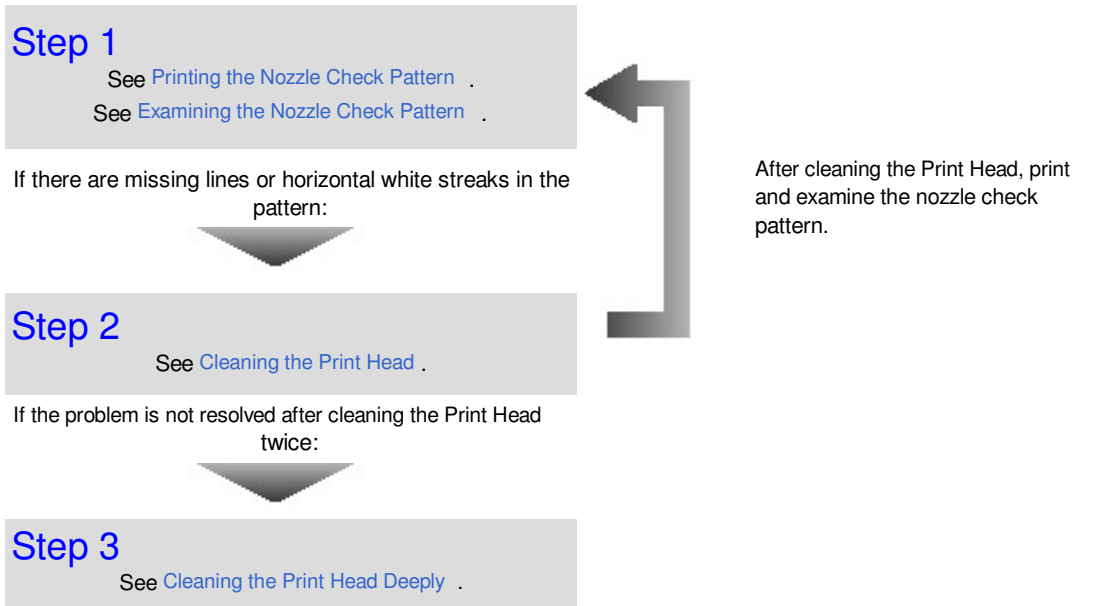 Step 1
See Printing the Nozzle Check Pattern .
See Examining the Nozzle Check Pattern .
If there are missing lines or horizontal white streaks in the
pattern:
After cleaning the Print Head, print
and examine the nozzle check
pattern.
Step 2
See Cleaning the Print Head .
If the problem is not resolved after cleaning the Print Head
twice:
Step 3
See Cleaning the Print Head Deeply .